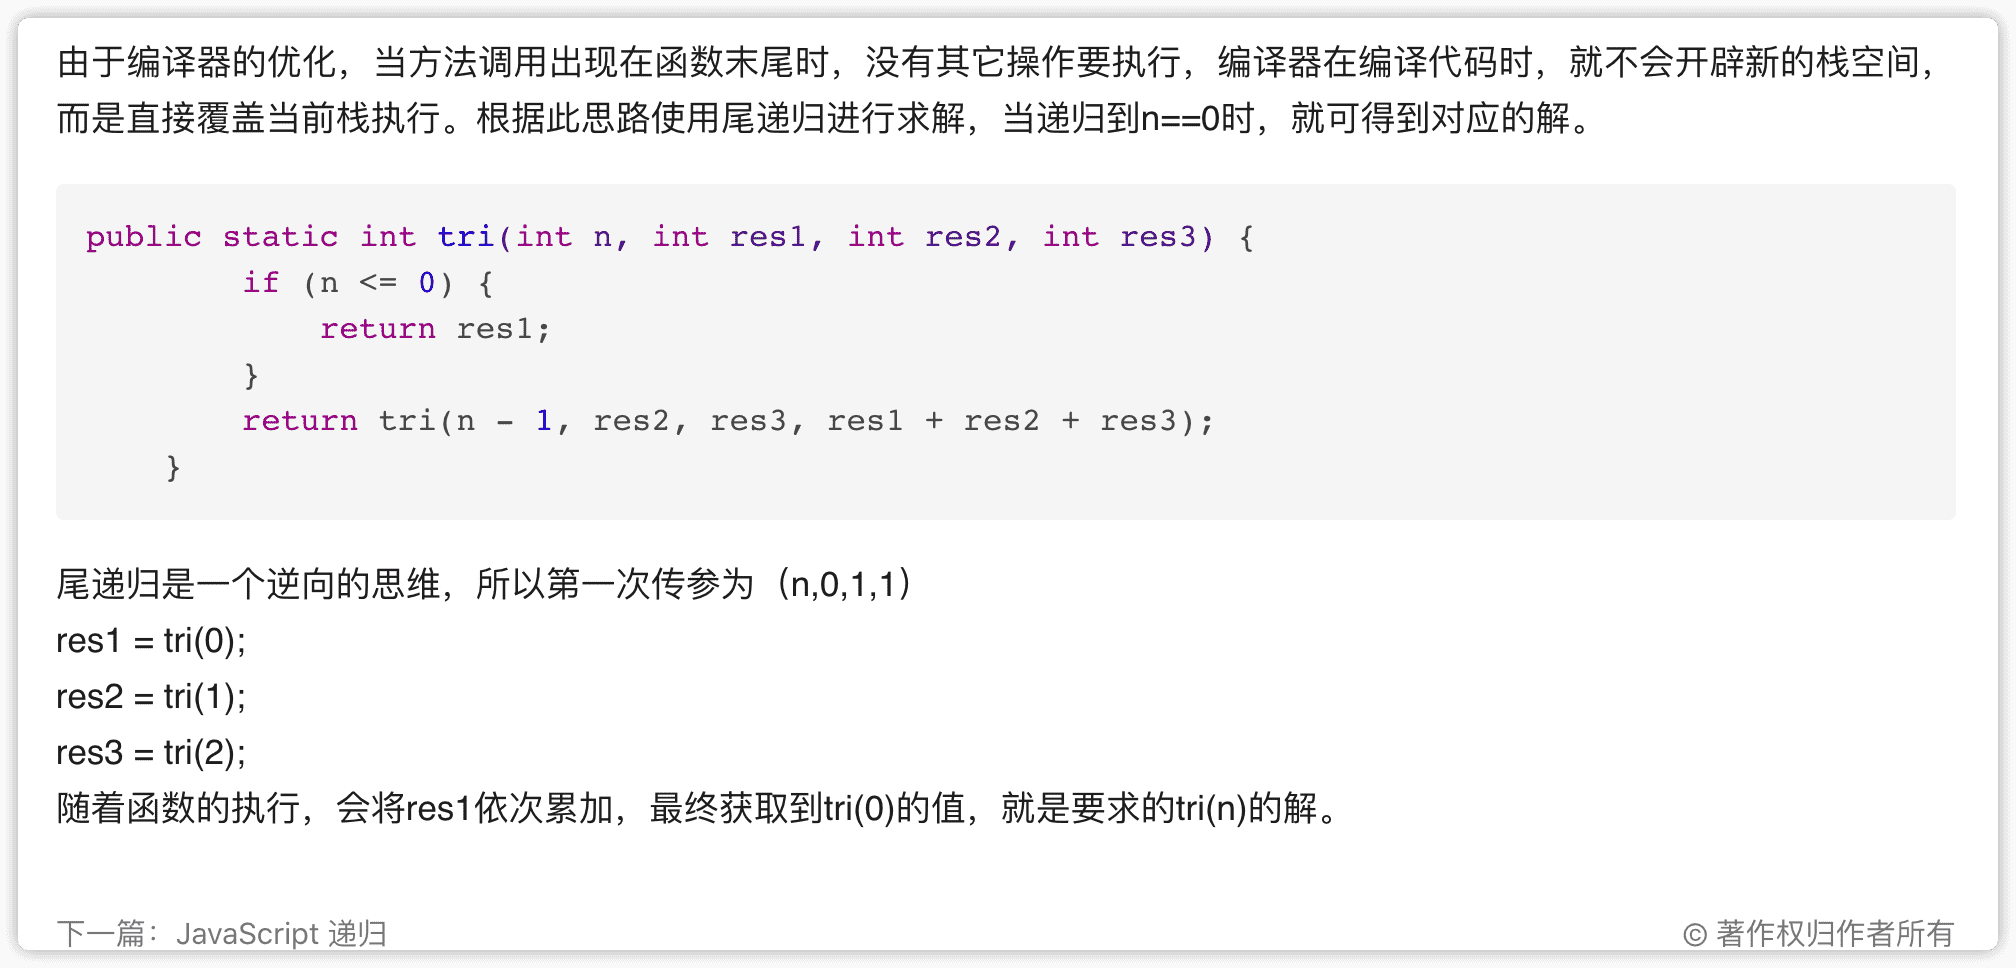 由于编译器的优化，当方法调用出现在函数末尾时，没有其它操作要执行，编译器在编译代码时，就不会开辟新的栈空间，
而是直接覆盖当前栈执行。根据此思路使用尾递归进行求解，当递归到n==0时，就可得到对应的解。
public static int tri(int n, int res1, int res2, int res3) {
        if (n <= 0) {
            return res1;
        }
        return tri(n - 1, res2, res3, res1 + res2 + res3);
    }
尾递归是一个逆向的思维，所以第一次传参为（n,0,1,1）
res1 = tri(0);
res2 = tri(1);
res3 = tri(2);
随着函数的执行，会将res1依次累加，最终获取到tri(0)的值，就是要求的tri(n)的解。
下一篇：JavaScript 递归
© 著作权归作者所有